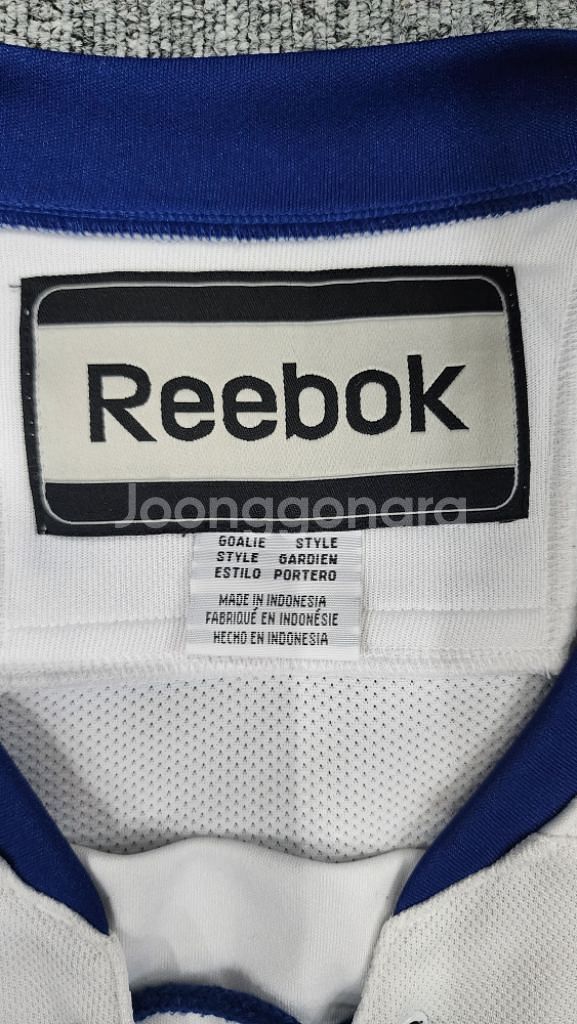 Reebok
Joonggonara
GOALIE STYLE
STYLE GARDIEN
ESTILO PORTERO
MADE IN INDONESIA
FABRIQUÉ EN INDONÉSIE
HECHO EN INDONESIA